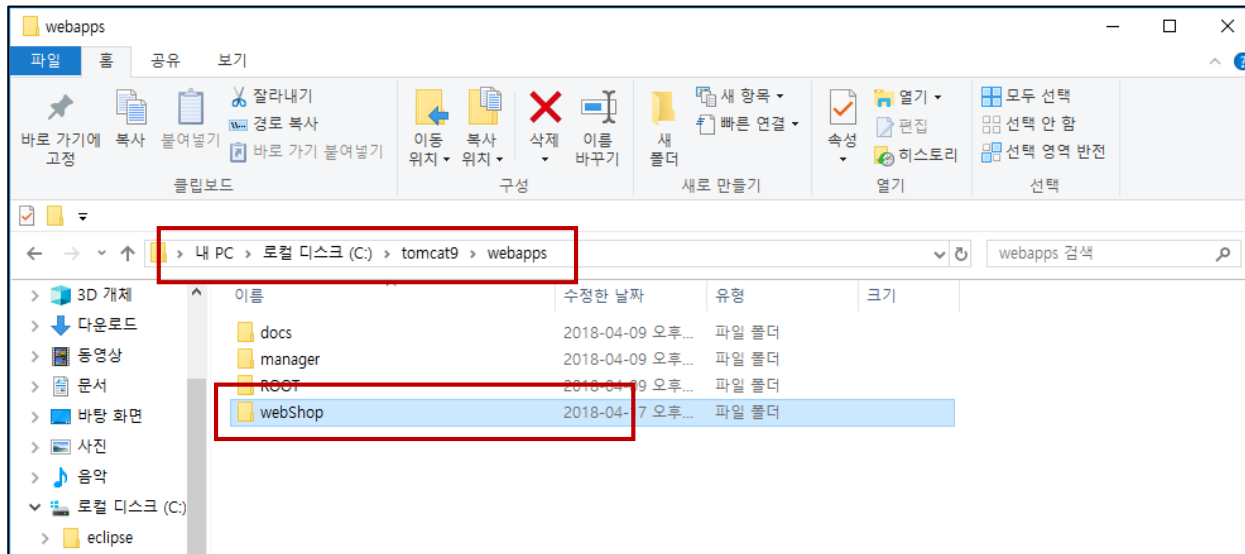 webapps
파일 홈 공유 보기
바로 가기에 고정
복사
붙여넣기
잘라내기
경로 복사
바로 가기 붙여넣기
클립보드
이동 위치
복사 위치
삭제
이름 바꾸기
구성
새 폴더
새 항목
빠른 연결
새로 만들기
속성
열기
편집
히스토리
열기
모두 선택
선택 안 함
선택 영역 반전
선택
내 PC > 로컬 디스크 (C:) > tomcat9 > webapps
webapps 검색
3D 개체
다운로드
동영상
문서
바탕 화면
사진
음악
로컬 디스크 (C:)
eclipse
이름 수정한 날짜 유형 크기
docs 2018-04-09 오후... 파일 폴더
manager 2018-04-09 오후... 파일 폴더
ROOT 2018-04-09 오후... 파일 폴더
webShop 2018-04-17 오후... 파일 폴더